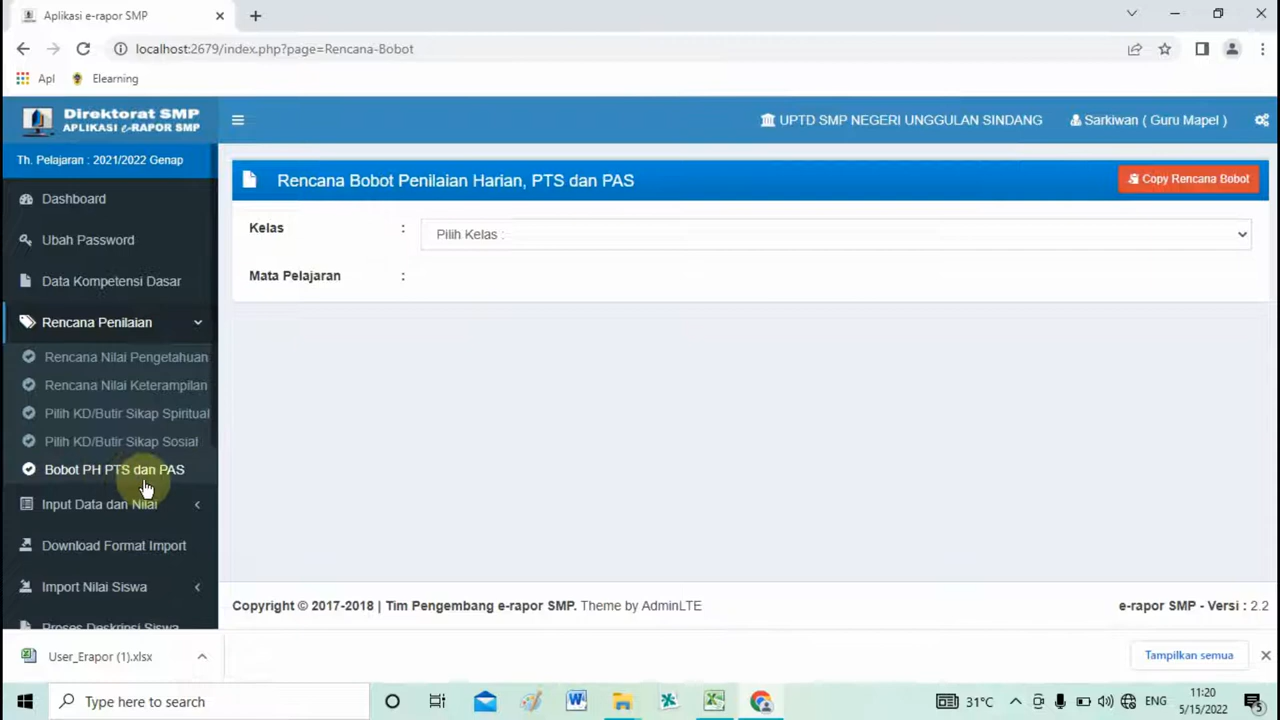 Aplikasi e-rapor SMP
localhost:2679/index.php?page=Rencana-Bobot
Apl
Elearning
Direktorat SMP
APLIKASI e-RAPOR SMP
UPTD SMP NEGERI UNGGULAN SINDANG
Sarkiwan ( Guru Mapel )
Th. Pelajaran : 2021/2022 Genap
Dashboard
Ubah Password
Data Kompetensi Dasar
Rencana Penilaian
Rencana Nilai Pengetahuan
Rencana Nilai Keterampilan
Pilih KD/Butir Sikap Spiritual
Pilih KD/Butir Sikap Sosial
Bobot PH PTS dan PAS
Input Data dan Nilai
Download Format Import
Import Nilai Siswa
Proses Deskripsi Siswa
Rencana Bobot Penilaian Harian, PTS dan PAS
Copy Rencana Bobot
Kelas :
Pilih Kelas :
Mata Pelajaran :
Copyright © 2017-2018 | Tim Pengembang e-rapor SMP. Theme by AdminLTE
e-rapor SMP - Versi : 2.2
User_Erapor (1).xlsx
Tampilkan semua
Type here to search
31°C
ENG
11:20
5/15/2022
5